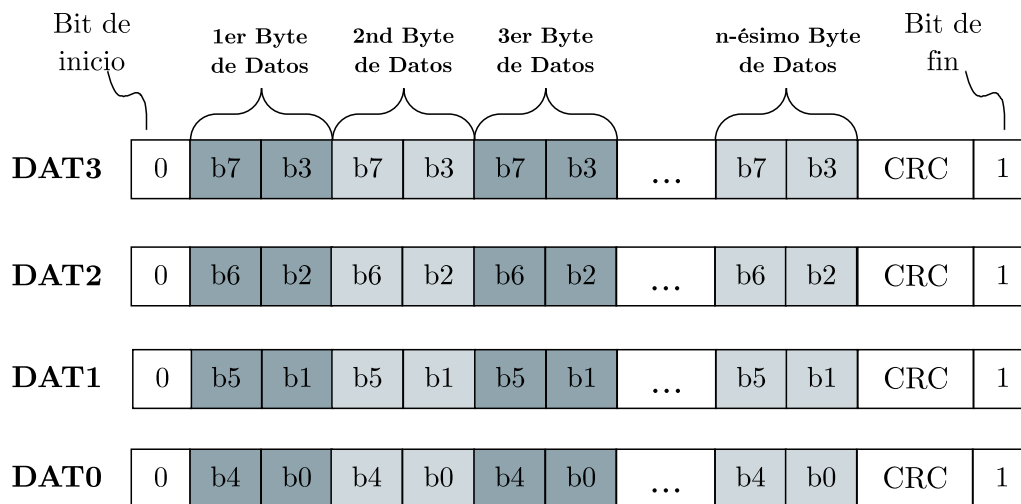 Bit de
inicio
1er Byte
de Datos
2nd Byte
de Datos
3er Byte
de Datos
n-ésimo Byte
de Datos
Bit de
fin
DAT3 0 b7 b3 b7 b3 b7 b3 ... b7 b3 CRC 1
DAT2 0 b6 b2 b6 b2 b6 b2 ... b6 b2 CRC 1
DAT1 0 b5 b1 b5 b1 b5 b1 ... b5 b1 CRC 1
DAT0 0 b4 b0 b4 b0 b4 b0 ... b4 b0 CRC 1